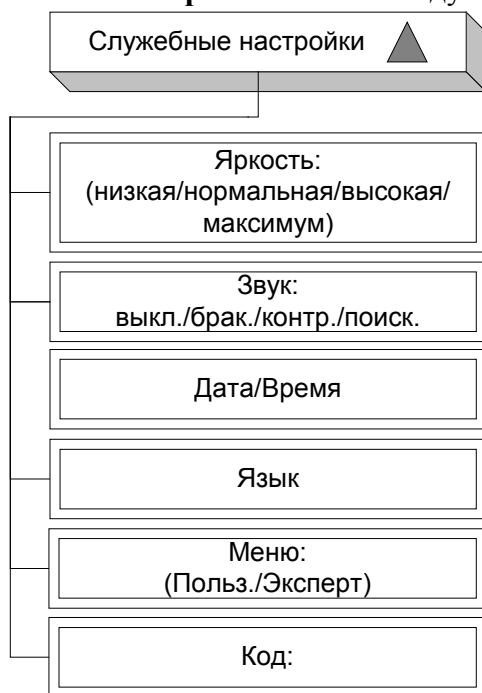 ду
Служебные настройки
Яркость:
(низкая/нормальная/высокая/
максимум)
Звук:
выкл./брак./контр./поиск.
Дата/Время
Язык
Меню:
(Польз./Эксперт)
Код: